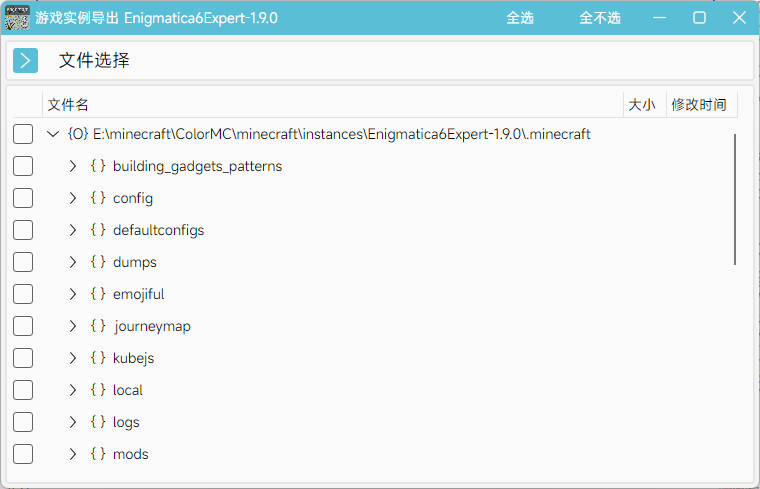 游戏实例导出 Enigmatica6Expert-1.9.0 全选 全不选
文件选择
文件名 大小 修改时间
{O} E:\minecraft\ColorMC\minecraft\instances\Enigmatica6Expert-1.9.0\.minecraft
{ } building_gadgets_patterns
{ } config
{ } defaultconfigs
{ } dumps
{ } emojiful
{ } journeymap
{ } kubejs
{ } local
{ } logs
{ } mods